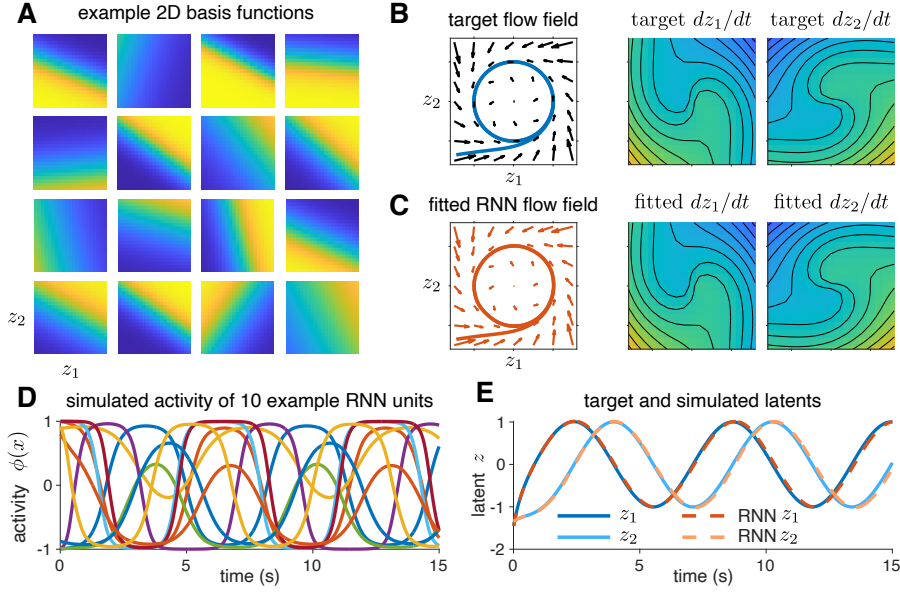 A
example 2D basis functions
z₂
z₁
B
target flow field
target dz₁/dt
target dz₂/dt
z₂
z₁
C
fitted RNN flow field
fitted dz₁/dt
fitted dz₂/dt
z₂
z₁
D
simulated activity of 10 example RNN units
activity ϕ(x)
1
0
-1
0
5
10
15
time (s)
E
target and simulated latents
latent z
1
0
-1
-2
z₁
RNN z₁
z₂
RNN z₂
0
5
10
15
time (s)